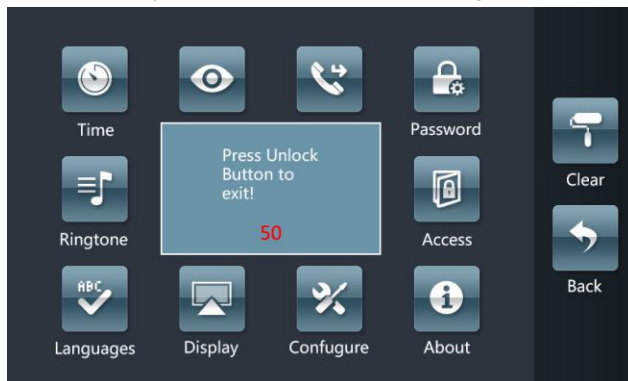 Time
Password
Press Unlock
Button to
exit!
50
Clear
Ringtone
Access
ABC
Languages
Display
Confugure
About
Back